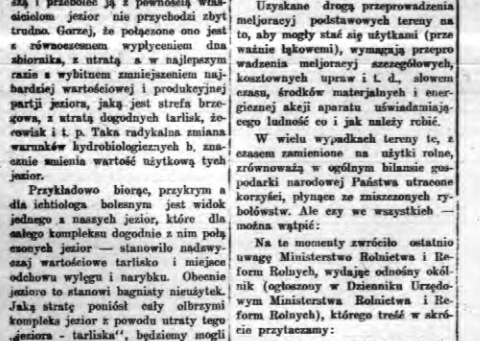 szą i przeboleć ją z pewnością wła-
ścicielom jezior nie przychodzi zbyt
trudno. Gorzej, że połączone ono jest
z równoczesnem wypłyceniem dna
zbiornika, z utratą a w najlepszym
razie z wybitnem zmniejszeniem naj-
bardziej wartościowej i produkcyjnej
partji jeziora, jaką jest strefa brze-
gowa, z utratą dogodnych tarlisk, że-
rowisk i t. p. Taka radykalna zmiana
warunków hydrobiologicznych b. zna-
cznie zmienia wartość użytkową tych
jezior.
Przykładowo biorąc, przykrym a
dla ichtiologa bolesnym jest widok
jednego z naszych jezior, które dla
całego kompleksu dogodnie z nim połą
czonych jezior — stanowiło nadzwy-
czaj wartościowe tarlisko i miejsce
odchowu wylęgu i narybku. Obecnie
jezioro to stanowi bagnisty nieużytek.
Jaką stratę poniósł cały olbrzymi
kompleks jezior z powodu utraty tego
„jeziora - tarliska", będziemy mogli
Uzyskane drogą przeprowadzenia
meljoracyj podstawowych tereny na
to, aby mogły stać się użytkami (prze
ważnie łąkowemi), wymagają przepro
wadzenia meljoracyj szczegółowych,
kosztownych upraw i t. d., słowem
czasu, środków materjalnych i ener-
gicznej akcji aparatu uświadamiają-
cego ludność co i jak należy robić.
W wielu wypadkach tereny te, z
czasem zamienione na użytki rolne,
zrównoważą w ogólnym bilansie gos-
podarki narodowej Państwa utracone
korzyści, płynące ze zniszczonych ry-
bołówstw. Ale czy we wszystkich —
można wątpić:
Na te momenty zwróciło ostatnio
uwagę Ministerstwo Rolnictwa i Re-
form Rolnych, wydając odnośny okól-
nik (ogłoszony w Dzienniku Urzędo-
wym Ministerstwa Rolnictwa i Re-
form Rolnych), którego treść w skró-
cie przytaczamy: